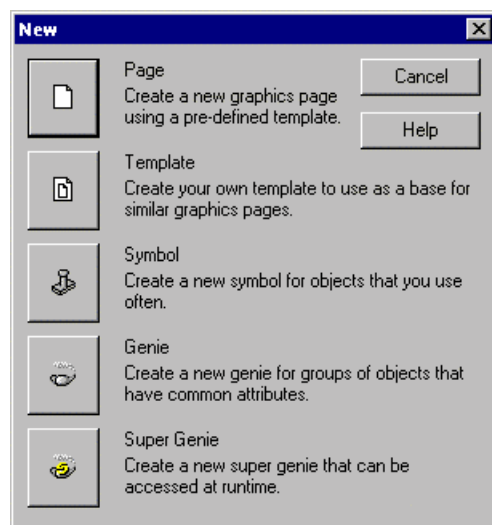 New
Page
Create a new graphics page
using a pre-defined template.
Cancel
Help
Template
Create your own template to use as a base for
similar graphics pages.
Symbol
Create a new symbol for objects that you use
often.
Genie
Create a new genie for groups of objects that
have common attributes.
Super Genie
Create a new super genie that can be
accessed at runtime.